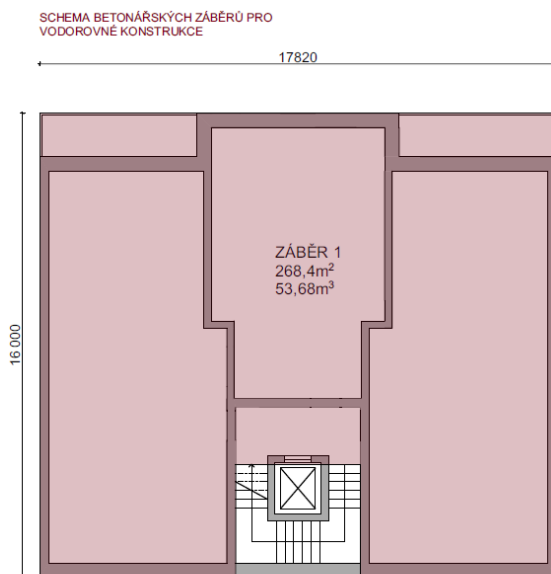 SCHEMA BETONÁŘSKÝCH ZÁBĚRŮ PRO
VODOROVNÉ KONSTRUKCE
17820
ZÁBĚR 1
268,4m²
53,68m³
16 000